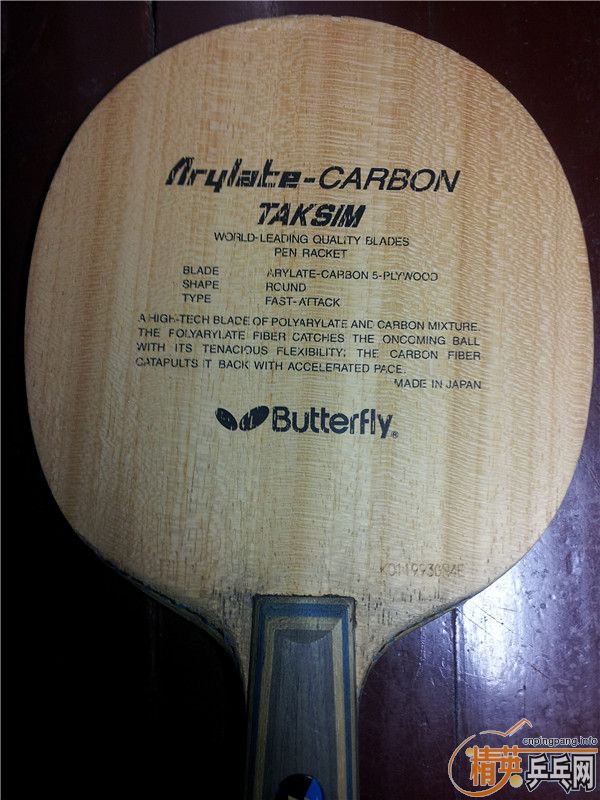 Arylate-CARBON
TAKSIM
WORLD-LEADING QUALITY BLADES
PEN RACKET
BLADE ARYLATE-CARBON 5-PLYWOOD
SHAPE ROUND
TYPE FAST-ATTACK
A HIGH-TECH BLADE OF POLYARYLATE AND CARBON MIXTURE.
THE POLYARYLATE FIBER CATCHES THE ONCOMING BALL
WITH ITS TENACIOUS FLEXIBILITY; THE CARBON FIBER
CATAPULTS IT BACK WITH ACCELERATED PACE.
MADE IN JAPAN
Butterfly®
cnpingpang.info
精英乒乓网